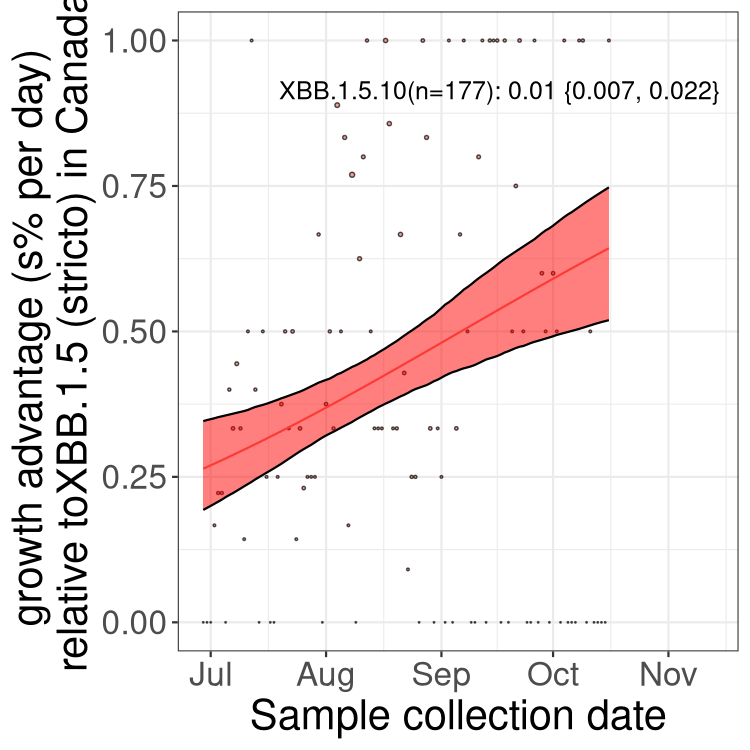 growth advantage (s% per day)
relative toXBB.1.5 (stricto) in Canada
1.00
0.75
0.50
0.25
0.00
XBB.1.5.10(n=177): 0.01 {0.007, 0.022}
Jul Aug Sep Oct Nov
Sample collection date